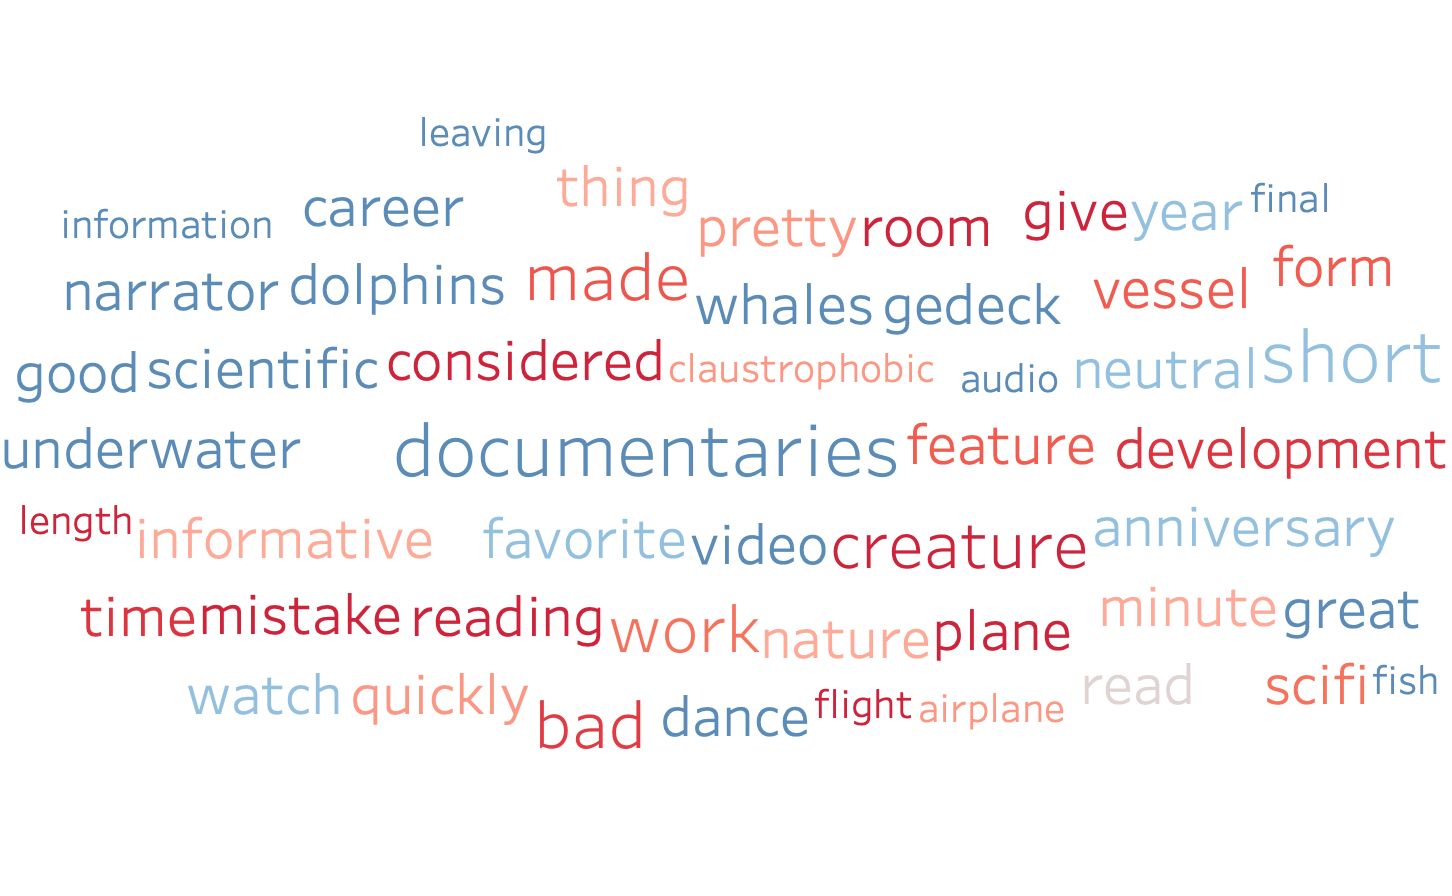 leaving
information career thing pretty room give year final
narrator dolphins made whales gedeck vessel form
good scientific considered claustrophobic audio neutral short
underwater documentaries feature development
length informative favorite video creature anniversary
time mistake reading work nature plane minute great
watch quickly bad dance flight airplane read scifi fish